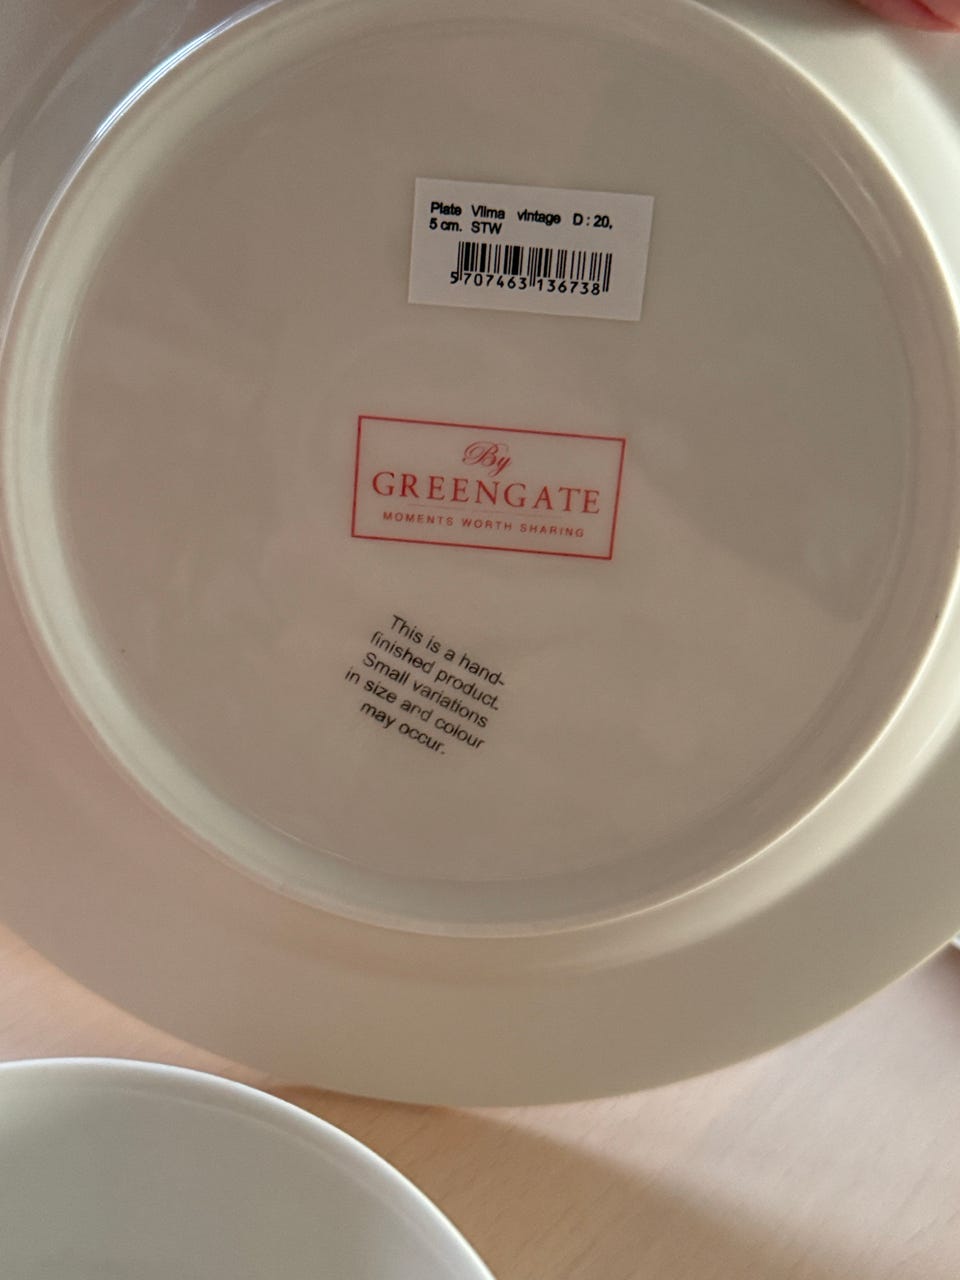 Plate Vilma vintage D : 20,
5 cm. STW
5707463136738
By
GREENGATE
MOMENTS WORTH SHARING
This is a hand-
finished product.
Small variations
in size and colour
may occur.